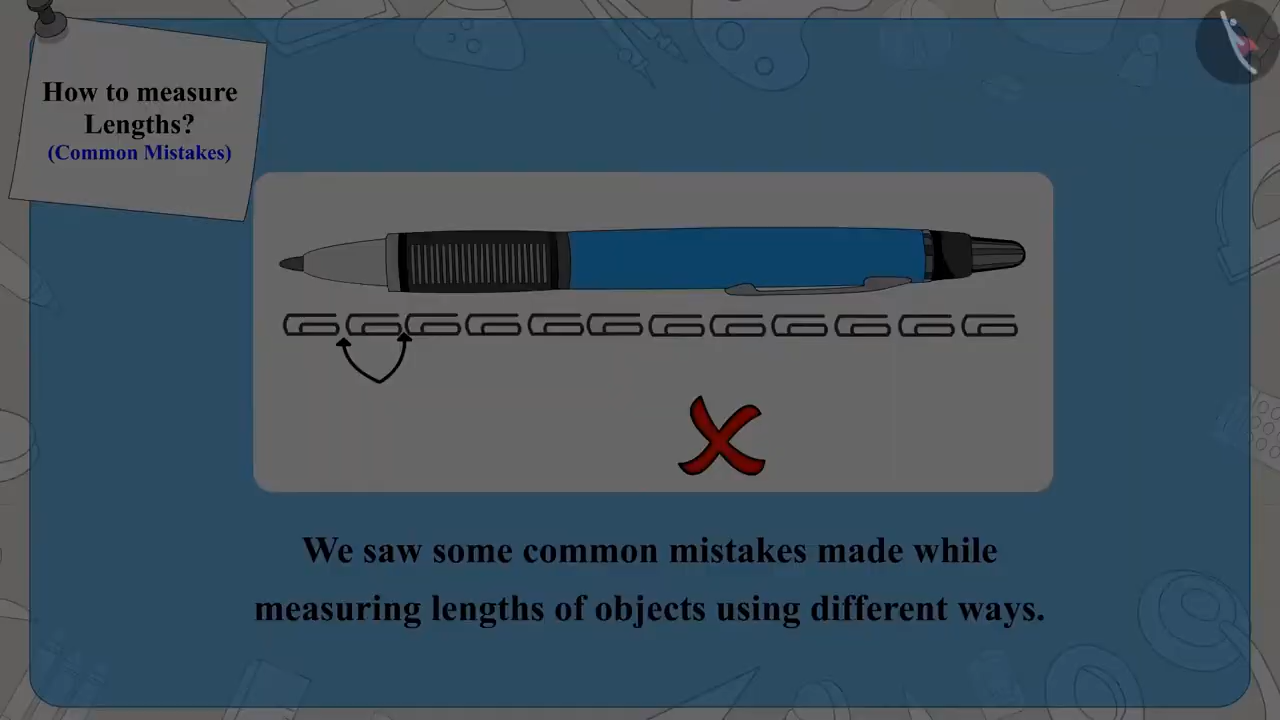 How to measure
Lengths?
(Common Mistakes)
We saw some common mistakes made while
measuring lengths of objects using different ways.